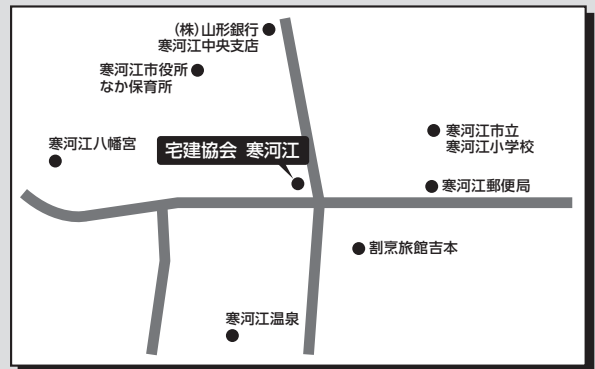 (株)山形銀行
寒河江中央支店
寒河江市役所
なか保育所
寒河江市立
寒河江小学校
寒河江八幡宮
宅建協会 寒河江
寒河江郵便局
割烹旅館吉本
寒河江温泉